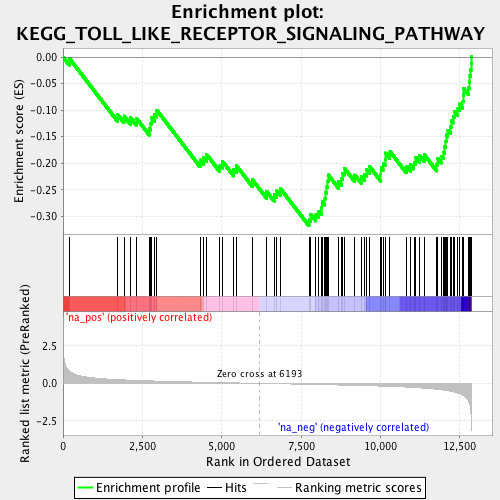 Enrichment plot:
KEGG_TOLL_LIKE_RECEPTOR_SIGNALING_PATHWAY
Enrichment score (ES)
0.00
-0.05
-0.10
-0.15
-0.20
-0.25
-0.30
'na_pos' (positively correlated)
Ranked list metric (PreRanked)
2.5
0.0
-2.5
Zero cross at 6193
'na_neg' (negatively correlated)
0
2,500
5,000
7,500
10,000
12,500
Rank in Ordered Dataset
Enrichment profile
Hits
Ranking metric scores